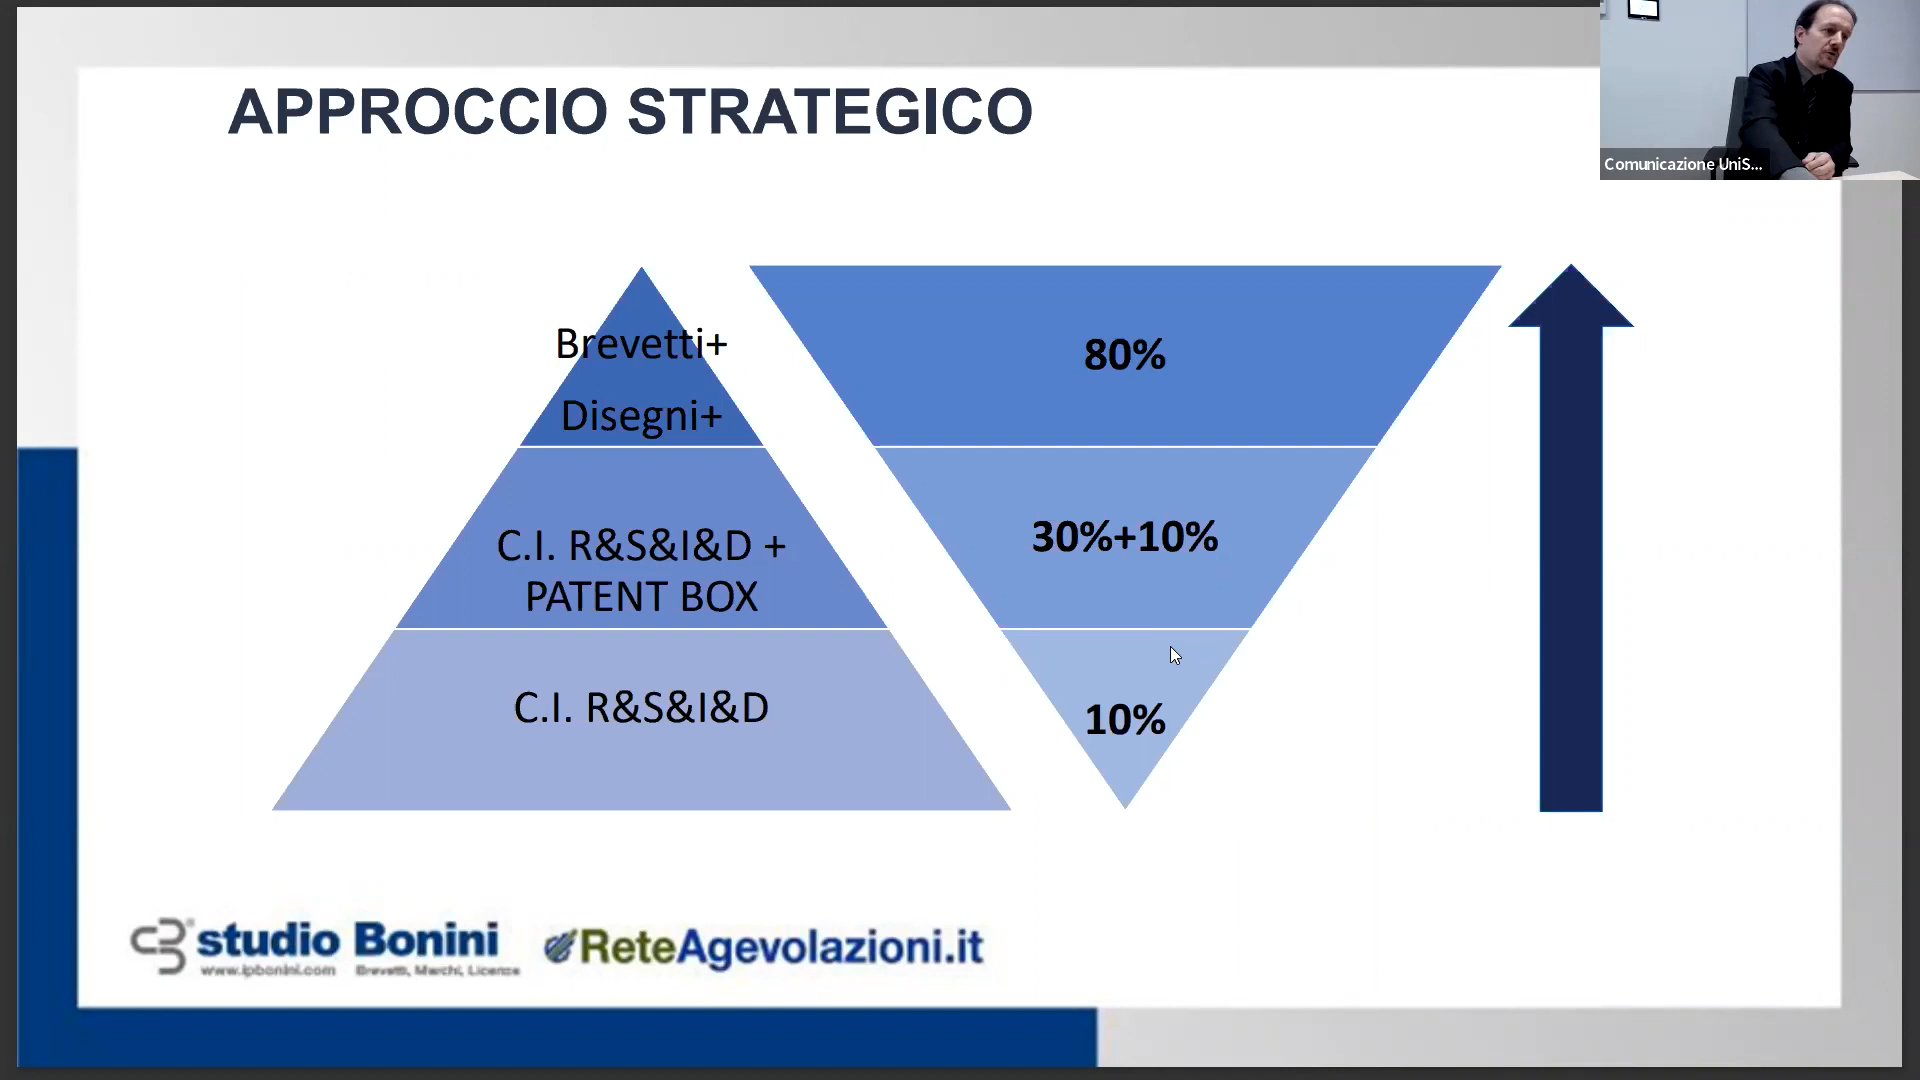 APPROCCIO STRATEGICO
Comunicazione UniS...
Brevetti+
Disegni+
80%
C.I. R&S&I&D +
PATENT BOX
30%+10%
C.I. R&S&I&D
10%
studio Bonini
www.ipbonini.com Brevetti, Marchi, Licenze
ReteAgevolazioni.it